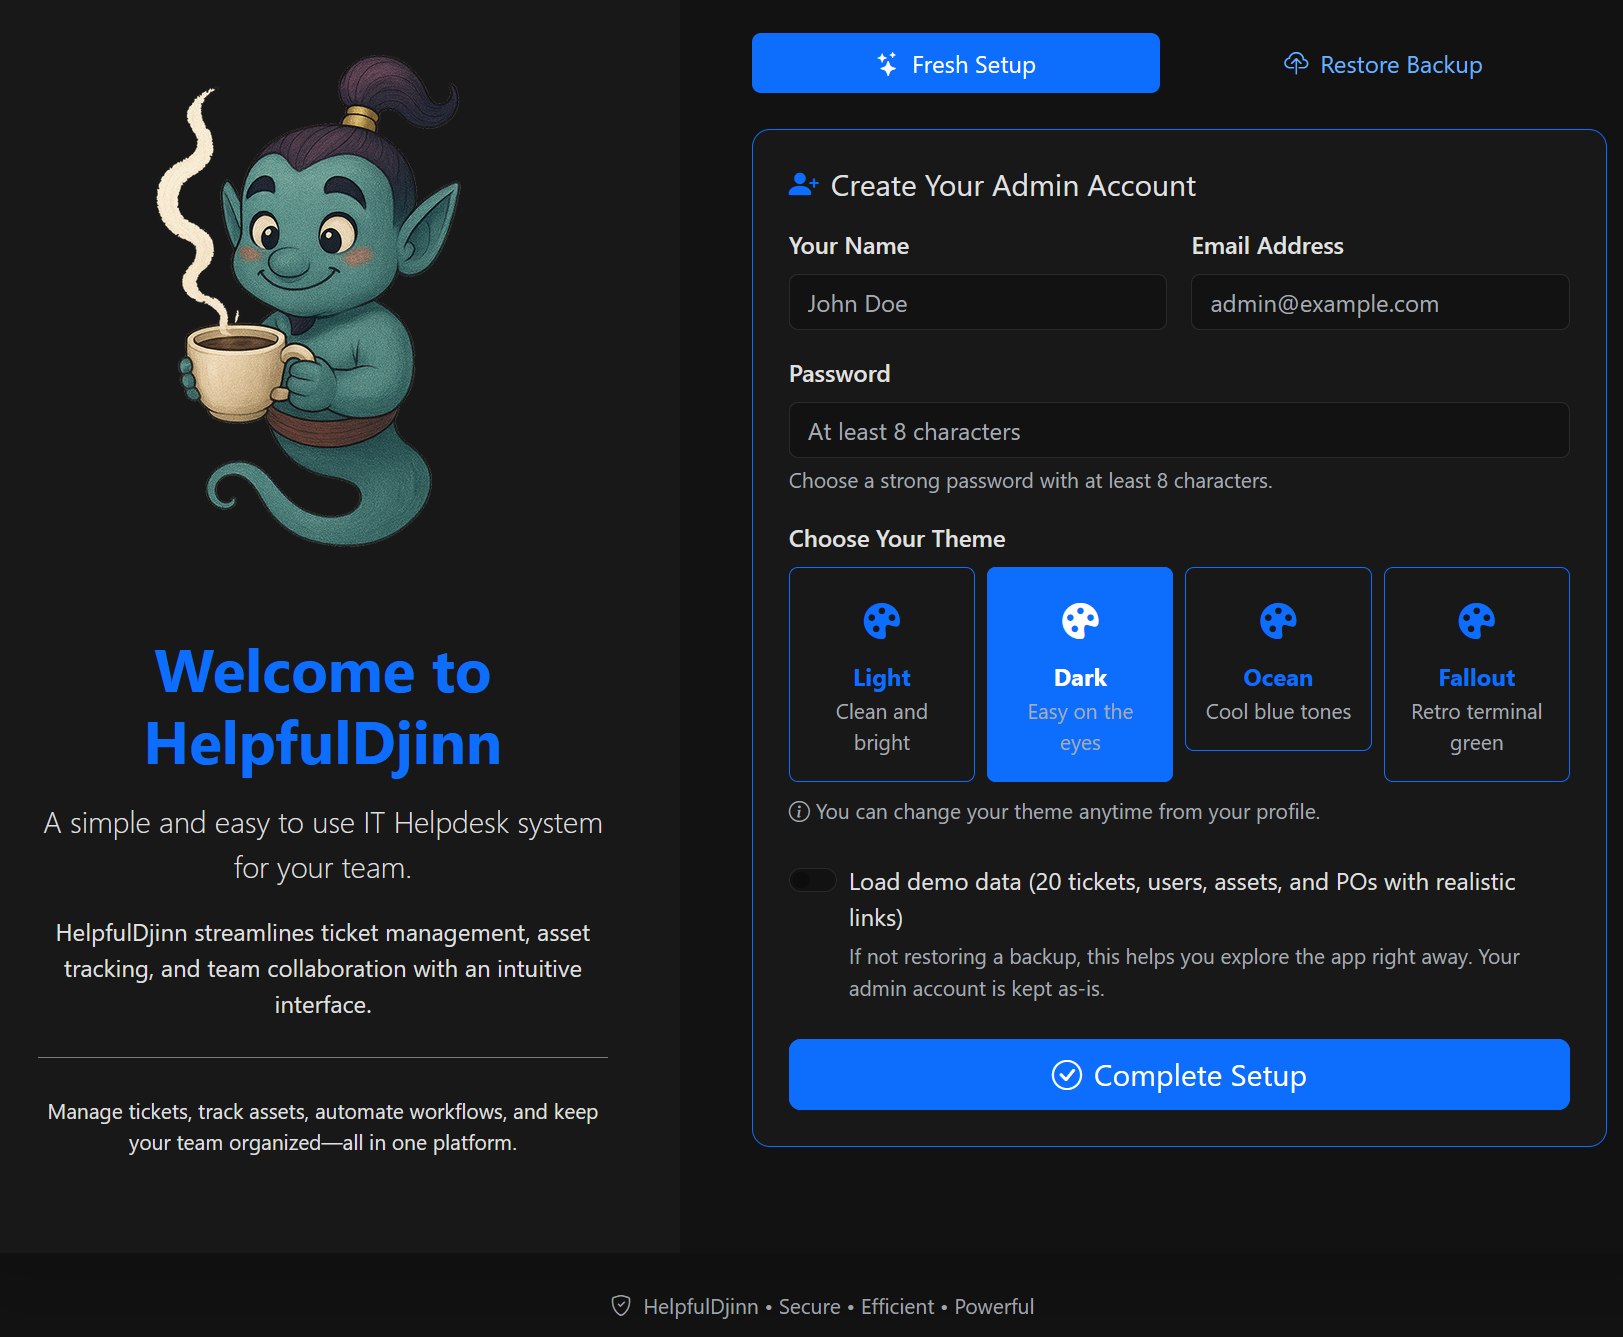 Welcome to
HelpfulDjinn
A simple and easy to use IT Helpdesk system
for your team.
HelpfulDjinn streamlines ticket management, asset
tracking, and team collaboration with an intuitive
interface.
Manage tickets, track assets, automate workflows, and keep
your team organized—all in one platform.
Fresh Setup
Restore Backup
Create Your Admin Account
Your Name
Email Address
John Doe
admin@example.com
Password
At least 8 characters
Choose a strong password with at least 8 characters.
Choose Your Theme
Light
Clean and
bright
Dark
Easy on the
eyes
Ocean
Cool blue tones
Fallout
Retro terminal
green
You can change your theme anytime from your profile.
Load demo data (20 tickets, users, assets, and POs with realistic
links)
If not restoring a backup, this helps you explore the app right away. Your
admin account is kept as-is.
Complete Setup
HelpfulDjinn • Secure • Efficient • Powerful